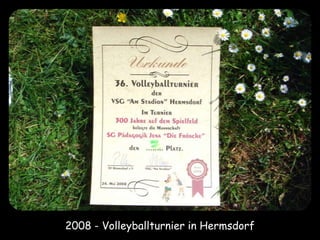 Urkunde
36. Volleyballturnier
der
VSG "Am Stadion" Hermsdorf
Im Turnier
300 Jahre auf dem Spielfeld
belegte die Mannschaft
SG Pädagogik Jena "Die Frösche"
den
Platz.
24. Mai 2008
2008 - Volleyballturnier in Hermsdorf